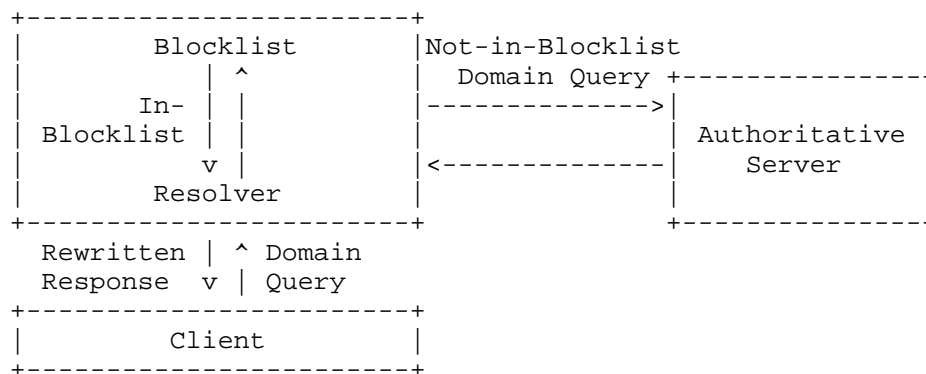 Blocklist Not-in-Blocklist
Domain Query
In-
Blocklist Authoritative
v Server
Resolver
Rewritten ^ Domain
Response v Query
Client